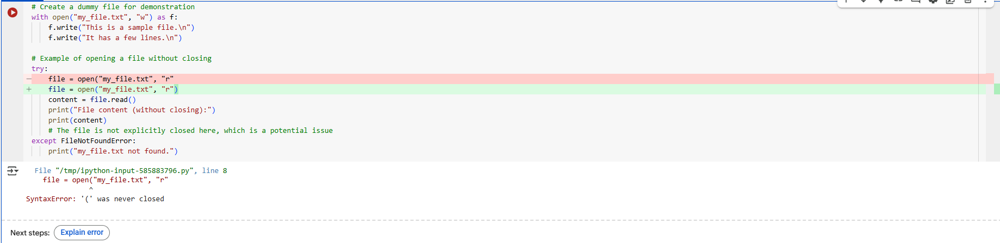 # Create a dummy file for demonstration
with open("my_file.txt", "w") as f:
    f.write("This is a sample file.\n")
    f.write("It has a few lines.\n")

# Example of opening a file without closing
try:
−    file = open("my_file.txt", "r"
+    file = open("my_file.txt", "r")
    content = file.read()
    print("File content (without closing):")
    print(content)
    # The file is not explicitly closed here, which is a potential issue
except FileNotFoundError:
    print("my_file.txt not found.")
File "/tmp/ipython-input-585883796.py", line 8
    file = open("my_file.txt", "r"
               ^
SyntaxError: '(' was never closed
Next steps: Explain error